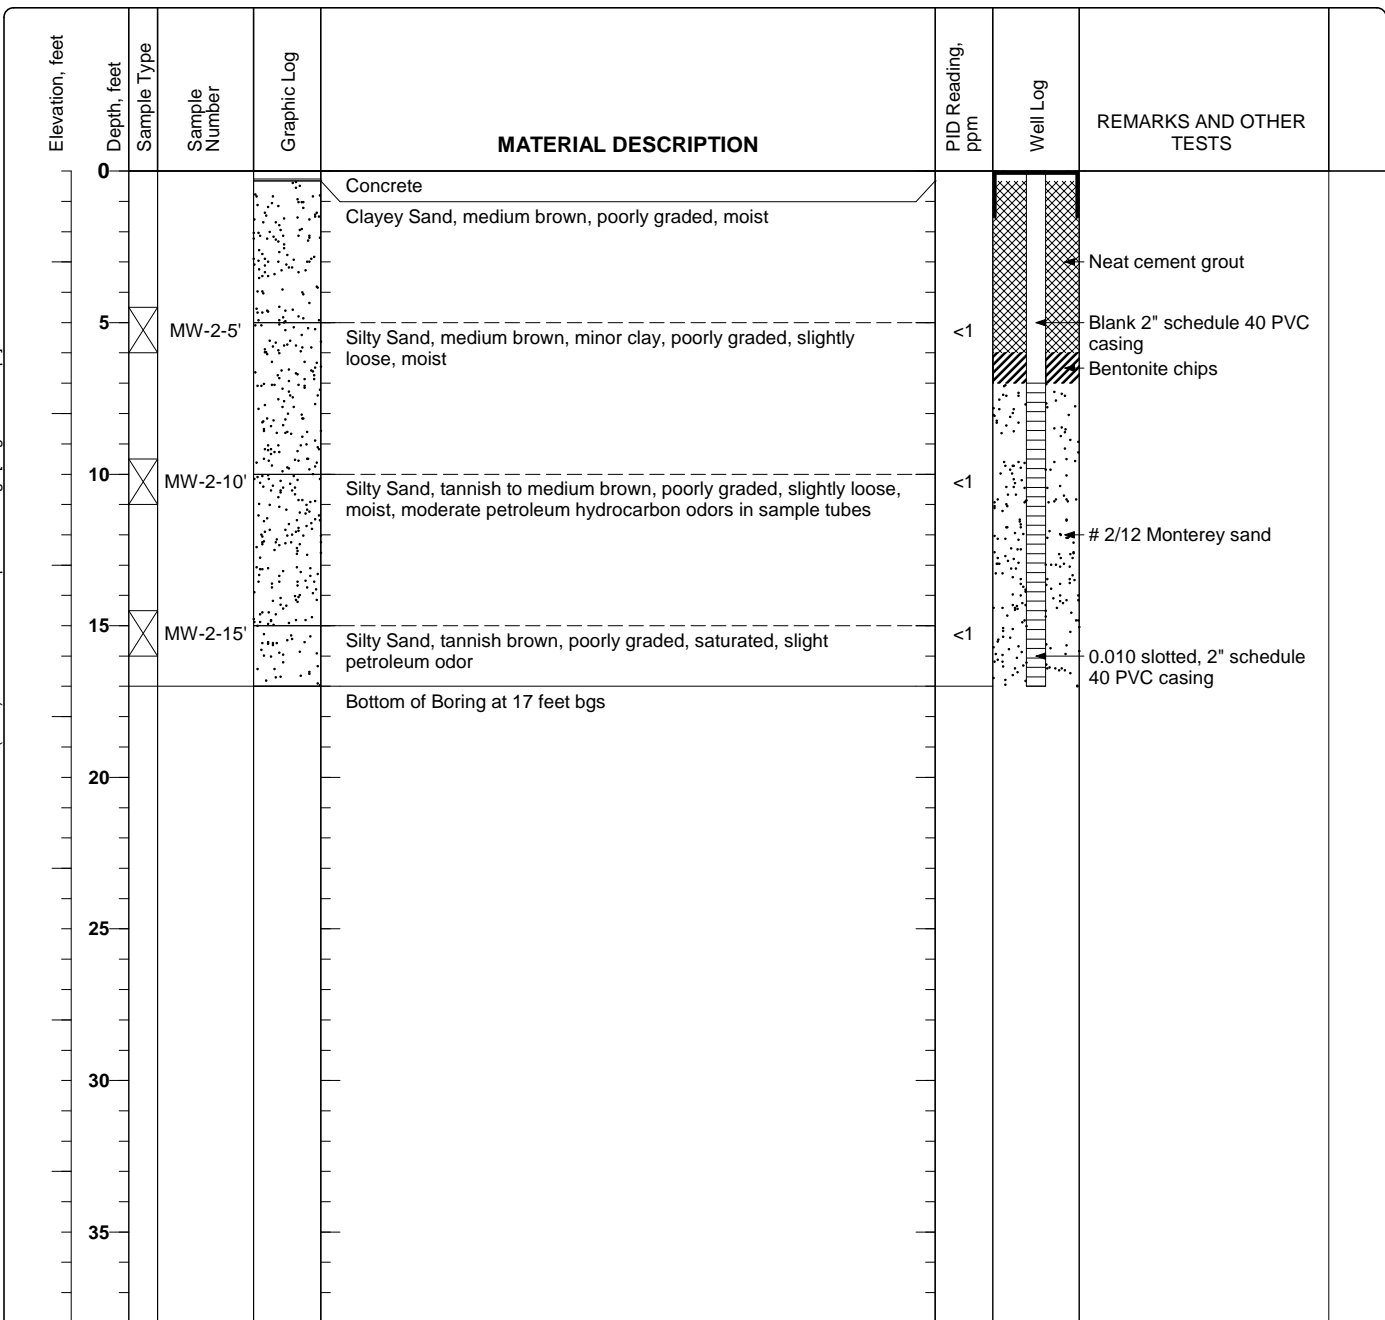 Elevation, feet
Depth, feet
Sample Type
Sample
Number
Graphic Log
MATERIAL DESCRIPTION
PID Reading,
ppm
Well Log
REMARKS AND OTHER
TESTS
0
Concrete
Clayey Sand, medium brown, poorly graded, moist
Neat cement grout
5
MW-2-5'
Silty Sand, medium brown, minor clay, poorly graded, slightly
loose, moist
<1
Blank 2" schedule 40 PVC
casing
Bentonite chips
10
MW-2-10'
Silty Sand, tannish to medium brown, poorly graded, slightly loose,
moist, moderate petroleum hydrocarbon odors in sample tubes
<1
# 2/12 Monterey sand
15
MW-2-15'
Silty Sand, tannish brown, poorly graded, saturated, slight
petroleum odor
<1
0.010 slotted, 2" schedule
40 PVC casing
Bottom of Boring at 17 feet bgs
20
25
30
35